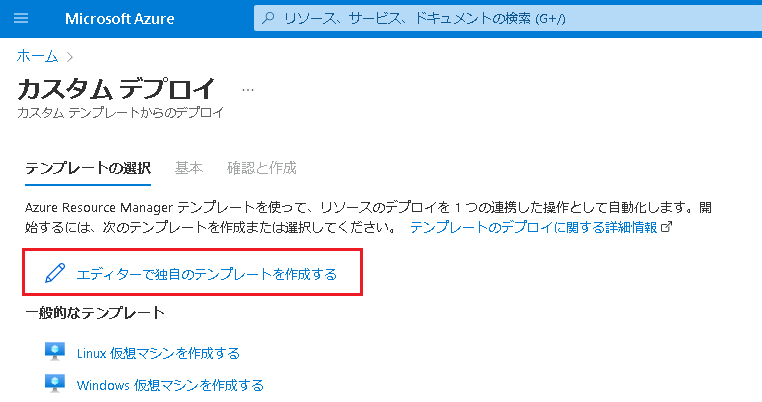 Microsoft Azure
リソース、サービス、ドキュメントの検索 (G+/)
ホーム >
カスタム デプロイ ...
カスタム テンプレートからのデプロイ
テンプレートの選択 基本 確認と作成
Azure Resource Manager テンプレートを使って、リソースのデプロイを 1 つの連携した操作として自動化します。開
始するには、次のテンプレートを作成または選択してください。 テンプレートのデプロイに関する詳細情報
エディターで独自のテンプレートを作成する
一般的なテンプレート
Linux 仮想マシンを作成する
Windows 仮想マシンを作成する